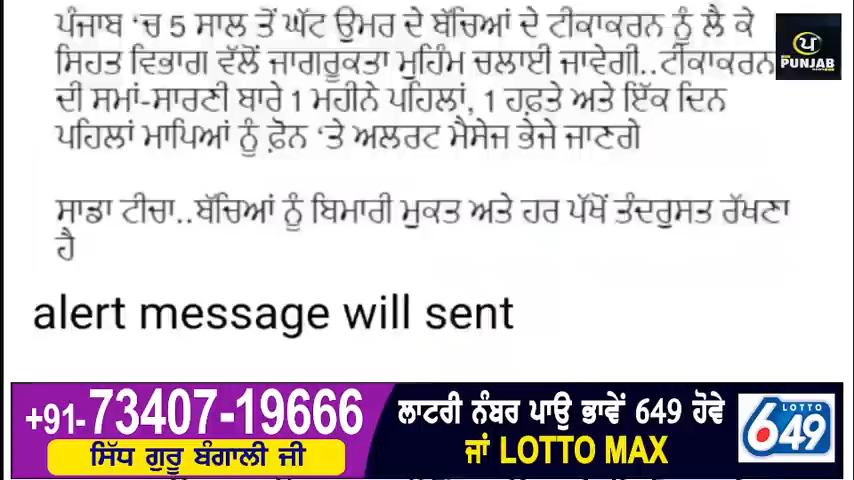 ਪੰਜਾਬ 'ਚ 5 ਸਾਲ ਤੋਂ ਘੱਟ ਉਮਰ ਦੇ ਬੱਚਿਆਂ ਦੇ ਟੀਕਾਕਰਨ ਨੂੰ ਲੈ ਕੇ
ਸਿਹਤ ਵਿਭਾਗ ਵੱਲੋਂ ਜਾਗਰੂਕਤਾ ਮੁਹਿੰਮ ਚਲਾਈ ਜਾਵੇਗੀ..ਟੀਕਾਕਰਨ
ਦੀ ਸਮਾਂ-ਸਾਰਣੀ ਬਾਰੇ 1 ਮਹੀਨੇ ਪਹਿਲਾਂ, 1 ਹਫ਼ਤੇ ਅਤੇ ਇੱਕ ਦਿਨ
ਪਹਿਲਾਂ ਮਾਪਿਆਂ ਨੂੰ ਫ਼ੋਨ 'ਤੇ ਅਲਰਟ ਮੈਸੇਜ ਭੇਜੇ ਜਾਣਗੇ
ਪ
PUNJAB
ਸਾਡਾ ਟੀਚਾ..ਬੱਚਿਆਂ ਨੂੰ ਬਿਮਾਰੀ ਮੁਕਤ ਅਤੇ ਹਰ ਪੱਖੋਂ ਤੰਦਰੁਸਤ ਰੱਖਣਾ
ਹੈ
alert message will sent
+91-73407-19666
ਸਿੱਧ ਗੁਰੂ ਬੰਗਾਲੀ ਜੀ
ਲਾਟਰੀ ਨੰਬਰ ਪਾਉ ਭਾਵੇਂ 649 ਹੋਵੇ
ਜਾਂ LOTTO MAX
LOTTO
649